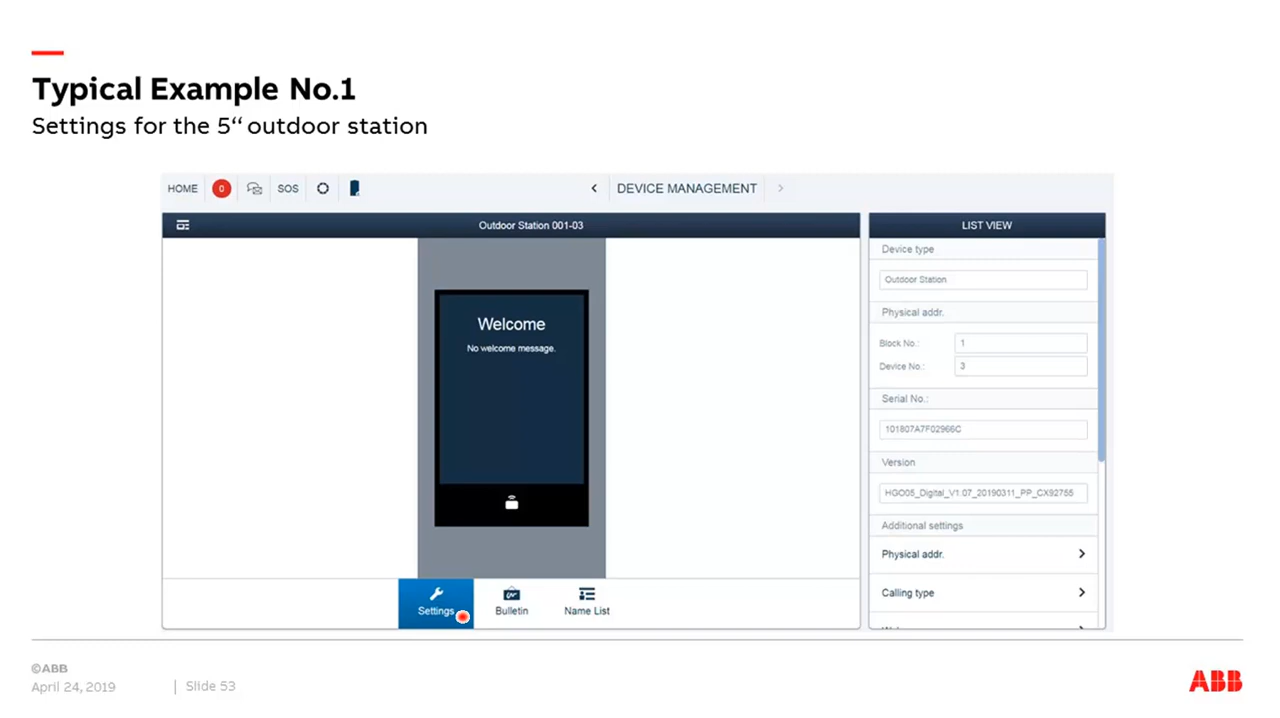 Typical Example No.1
Settings for the 5“ outdoor station
HOME 0 SOS DEVICE MANAGEMENT
Outdoor Station 001-03
Welcome
No welcome message.
Settings Bulletin Name List
LIST VIEW
Device type
Outdoor Station
Physical addr.
Block No.: 1
Device No.: 3
Serial No.:
101807A7F02966C
Version
HGO05_Digital_V1.07_20190311_PP_CX92755
Additional settings
Physical addr.
Calling type
©ABB
April 24, 2019 | Slide 53
ABB